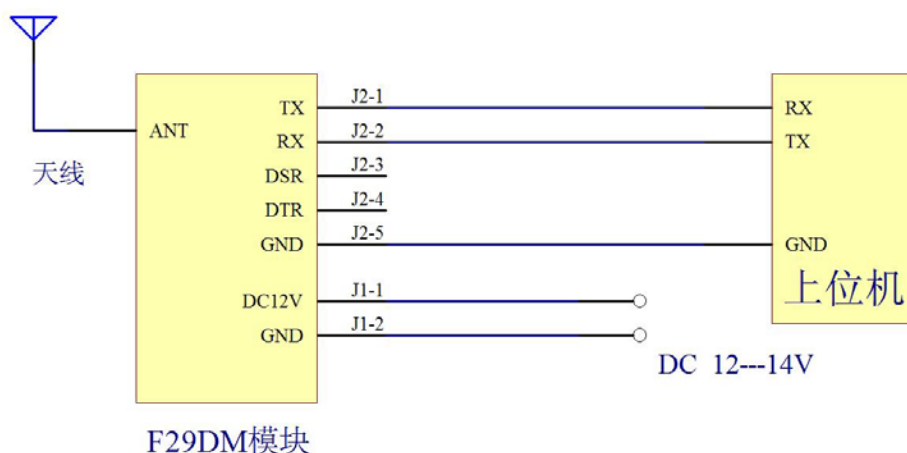 TX J2-1 RX
ANT RX J2-2 TX
天线 DSR J2-3
DTR J2-4
GND J2-5 GND
上位机
DC12V J1-1
GND J1-2
DC 12---14V
F29DM模块